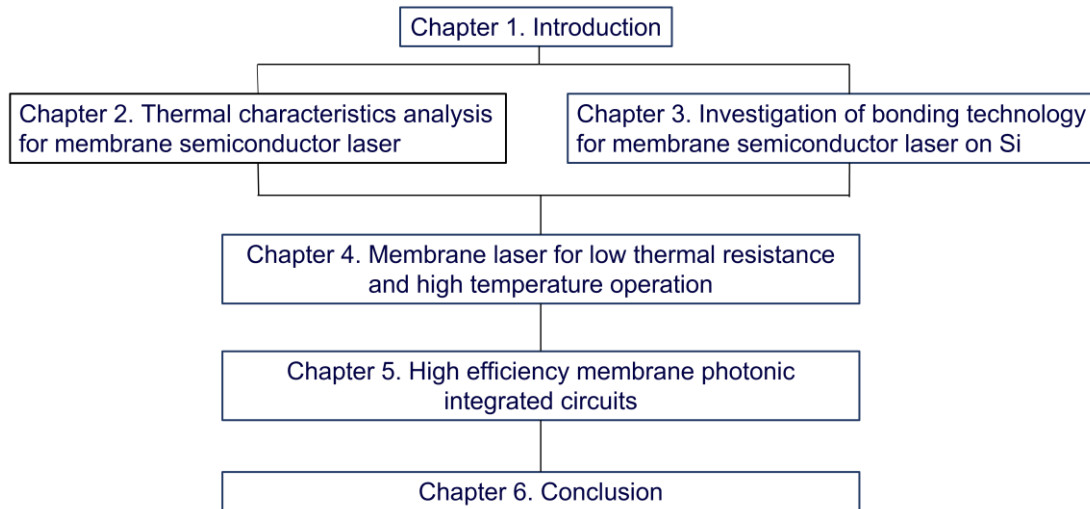 Chapter 1. Introduction
Chapter 2. Thermal characteristics analysis
for membrane semiconductor laser
Chapter 3. Investigation of bonding technology
for membrane semiconductor laser on Si
Chapter 4. Membrane laser for low thermal resistance
and high temperature operation
Chapter 5. High efficiency membrane photonic
integrated circuits
Chapter 6. Conclusion